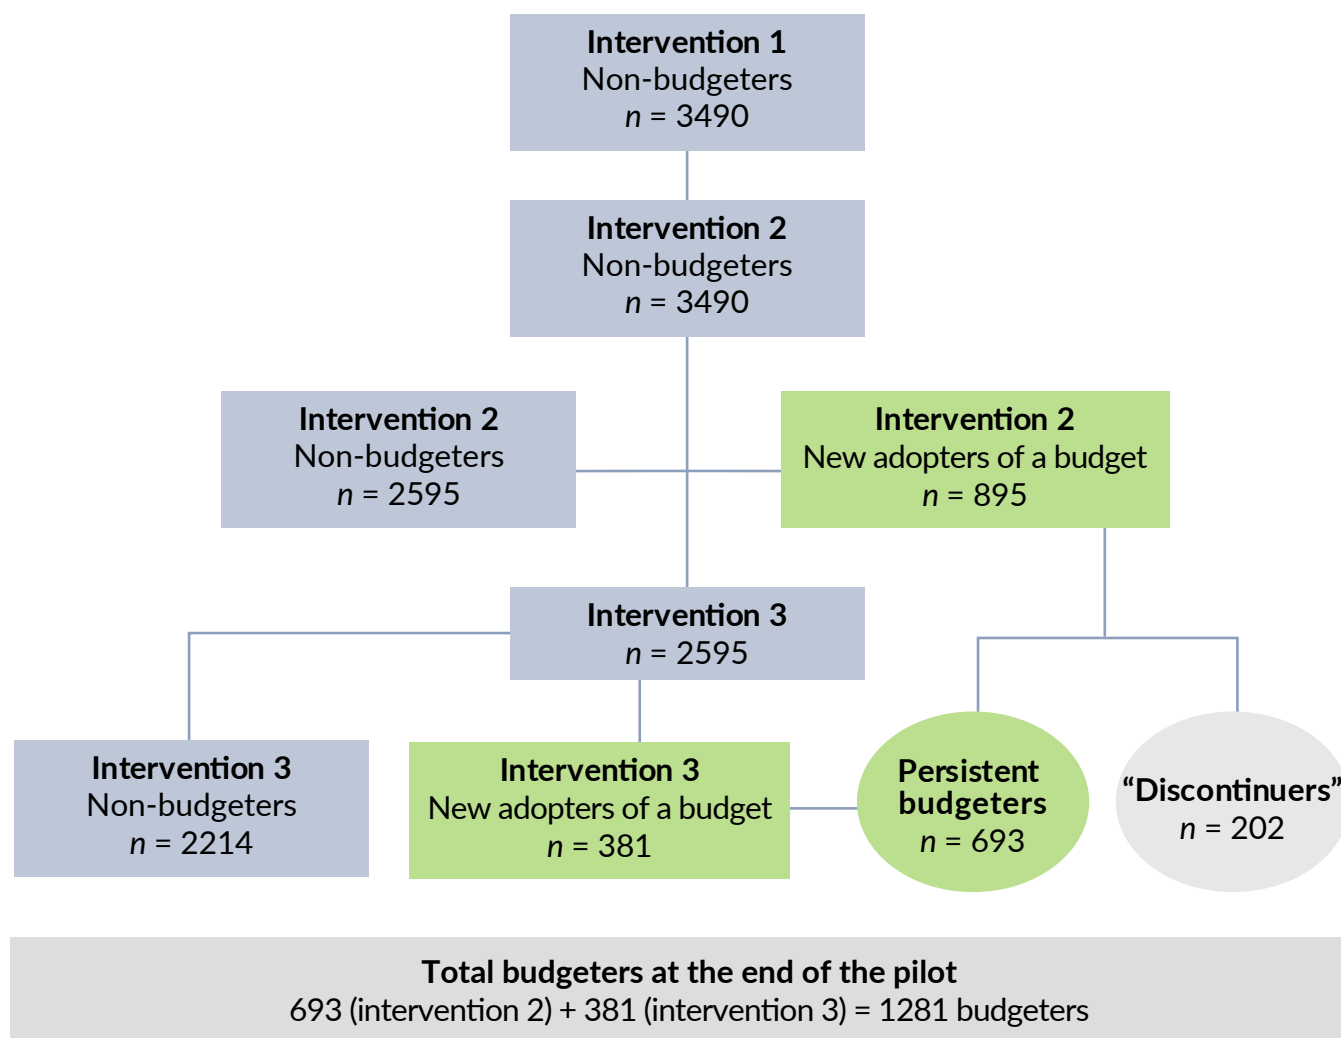 Intervention 1
Non-budgeters
n = 3490
Intervention 2
Non-budgeters
n = 3490
Intervention 2
Non-budgeters
n = 2595
Intervention 2
New adopters of a budget
n = 895
Intervention 3
n = 2595
Intervention 3
Non-budgeters
n = 2214
Intervention 3
New adopters of a budget
n = 381
Persistent
budgeters
n = 693
“Discontinuers”
n = 202
Total budgeters at the end of the pilot
693 (intervention 2) + 381 (intervention 3) = 1281 budgeters